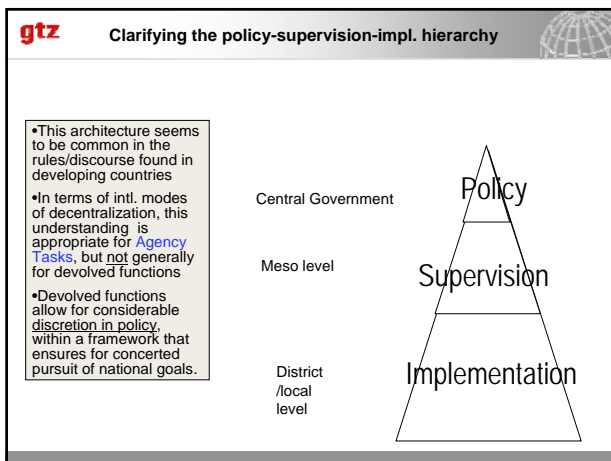 gtz
Clarifying the policy-supervision-impl. hierarchy
•This architecture seems
to be common in the
rules/discourse found in
developing countries
•In terms of intl. modes
of decentralization, this
understanding is
appropriate for Agency
Tasks, but not generally
for devolved functions
•Devolved functions
allow for considerable
discretion in policy,
within a framework that
ensures for concerted
pursuit of national goals.
Central Government
Policy
Meso level
Supervision
District
/local
level
Implementation